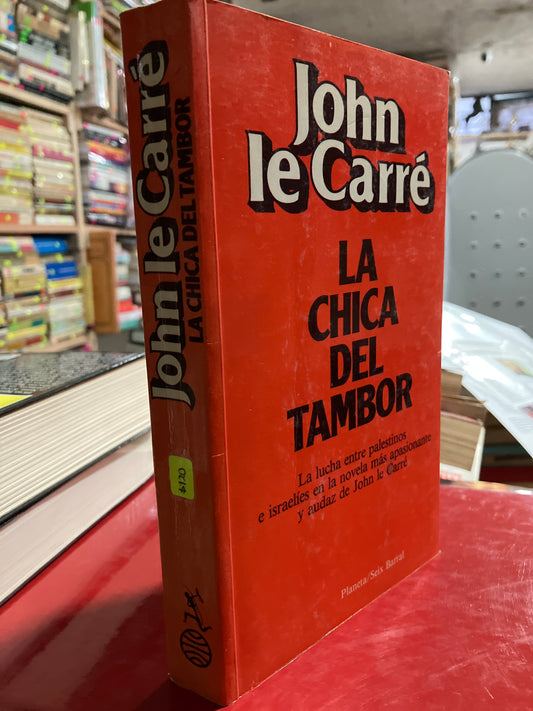 John
le Carré
LA
CHICA
DEL
TAMBOR
La lucha entre palestinos
e israelíes en la novela más apasionante
y audaz de John le Carré
Planeta/Seix Barral
John le Carré
LA CHICA DEL TAMBOR
$120